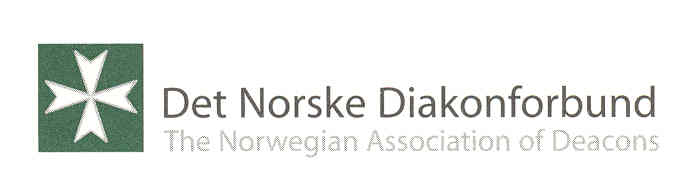 Det Norske Diakonforbund
The Norwegian Association of Deacons